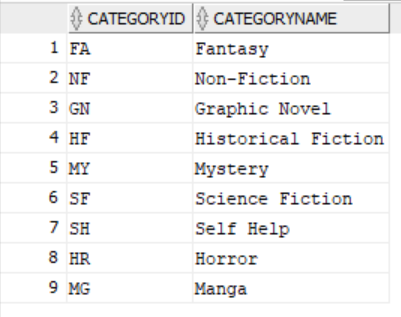 CATEGORYID CATEGORYNAME
1 FA Fantasy
2 NF Non-Fiction
3 GN Graphic Novel
4 HF Historical Fiction
5 MY Mystery
6 SF Science Fiction
7 SH Self Help
8 HR Horror
9 MG Manga